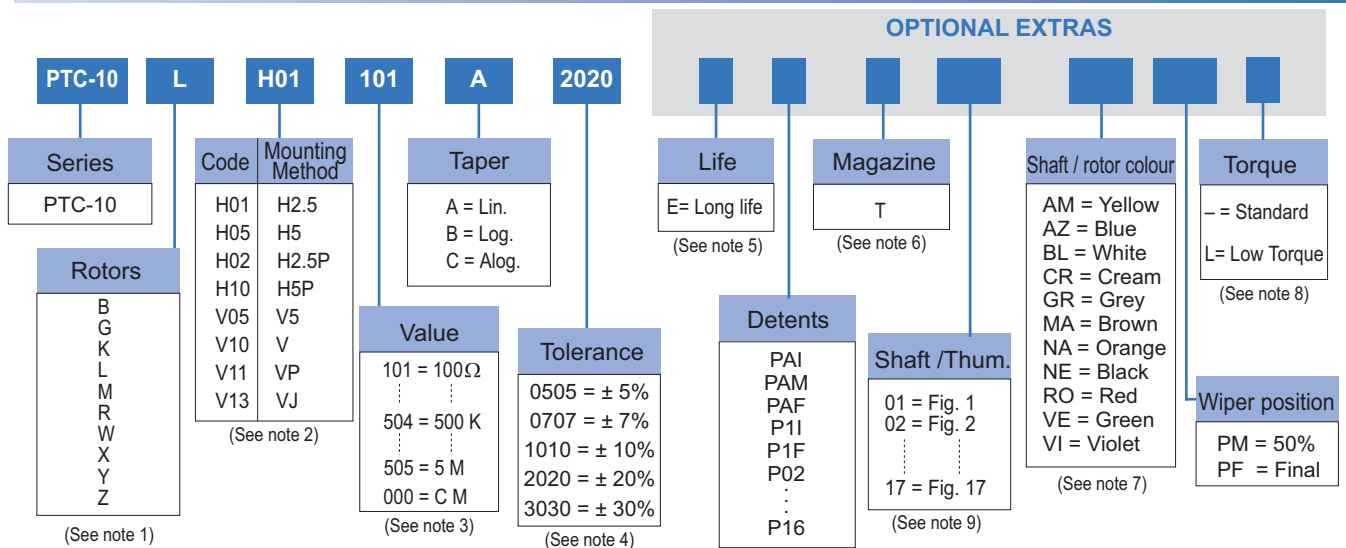 OPTIONAL EXTRAS
PTC-10 L H01 101 A 2020
Series
PTC-10
Rotors
B
G
K
L
M
R
W
X
Y
Z
(See note 1)
Code Mounting Method
H01 H2.5
H05 H5
H02 H2.5P
H10 H5P
V05 V5
V10 V
V11 VP
V13 VJ
(See note 2)
Value
101 = 100Ω
504 = 500 K
505 = 5 M
000 = C M
(See note 3)
Taper
A = Lin.
B = Log.
C = Alog.
Tolerance
0505 = ± 5%
0707 = ± 7%
1010 = ± 10%
2020 = ± 20%
3030 = ± 30%
(See note 4)
Life
E= Long life
(See note 5)
Detents
PAI
PAM
PAF
P1I
P1F
P02
:
:
P16
Magazine
T
(See note 6)
Shaft /Thum.
01 = Fig. 1
02 = Fig. 2
17 = Fig. 17
(See note 9)
Shaft / rotor colour
AM = Yellow
AZ = Blue
BL = White
CR = Cream
GR = Grey
MA = Brown
NA = Orange
NE = Black
RO = Red
VE = Green
VI = Violet
(See note 7)
Wiper position
PM = 50%
PF = Final
Torque
– = Standard
L= Low Torque
(See note 8)